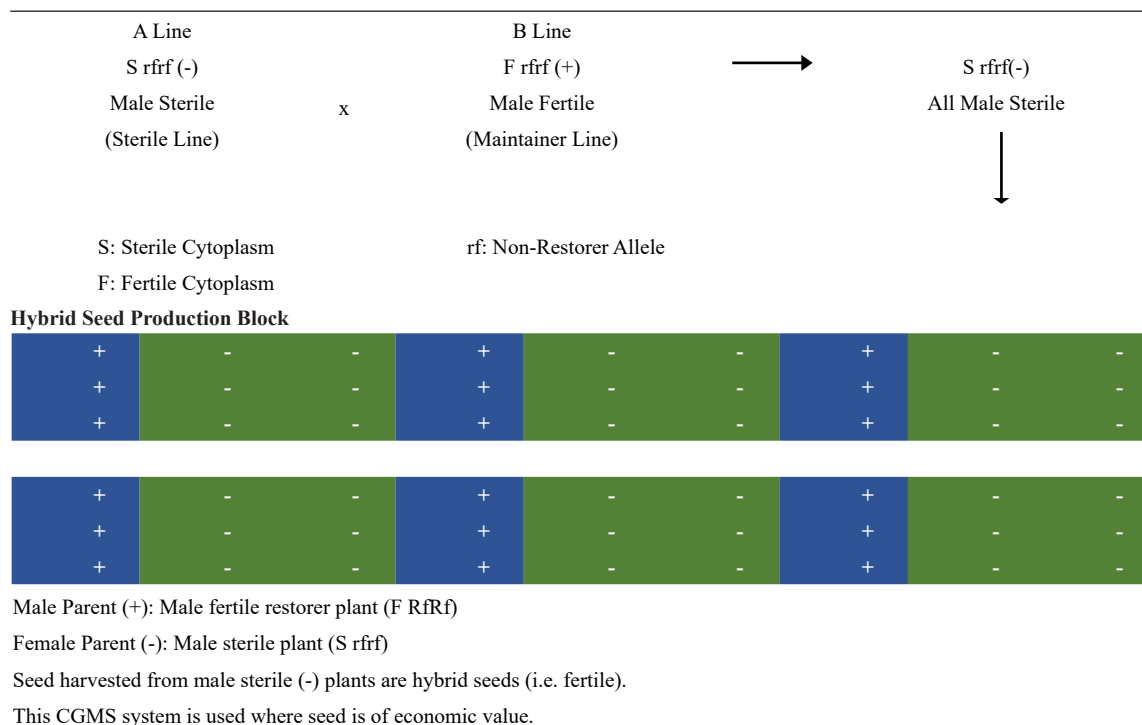 A Line B Line
S rfrf (-) F rfrf (+) S rfrf(-)
Male Sterile x Male Fertile All Male Sterile
(Sterile Line) (Maintainer Line)
S: Sterile Cytoplasm rf: Non-Restorer Allele
F: Fertile Cytoplasm
Hybrid Seed Production Block
+ - - + - - + - -
+ - - + - - + - -
+ - - + - - + - -
+ - - + - - + - -
+ - - + - - + - -
+ - - + - - + - -
Male Parent (+): Male fertile restorer plant (F RfRf)
Female Parent (-): Male sterile plant (S rfrf)
Seed harvested from male sterile (-) plants are hybrid seeds (i.e. fertile).
This CGMS system is used where seed is of economic value.